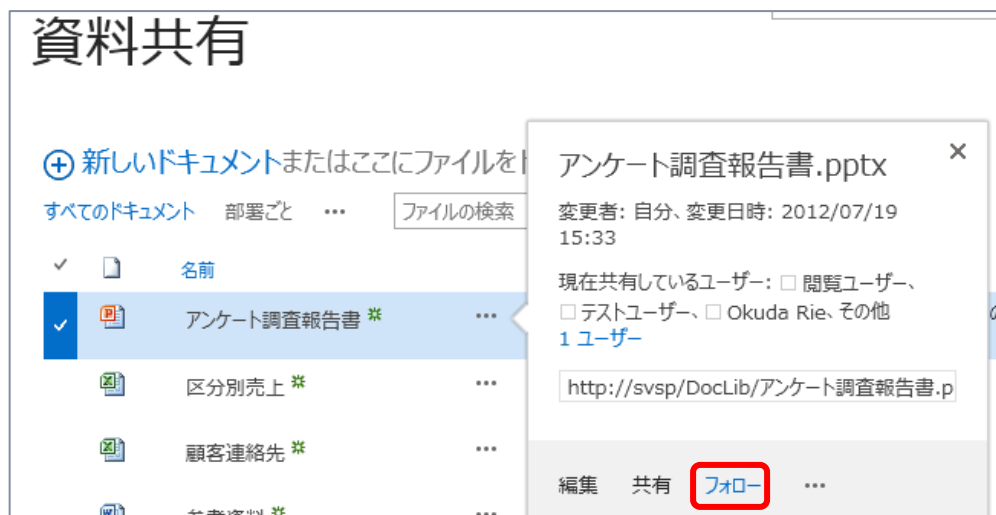 資料共有
新しいドキュメントまたはここにファイルを
すべてのドキュメント 部署ごと ••• ファイルの検索
名前
アンケート調査報告書 •••
区分別売上 •••
顧客連絡先 •••
参考資料 •••
アンケート調査報告書.pptx
変更者: 自分、変更日時: 2012/07/19
15:33
現在共有しているユーザー: 閲覧ユーザー、
テストユーザー、 Okuda Rie、その他
1 ユーザー
http://svsp/DocLib/アンケート調査報告書.p
編集 共有 フォロー •••